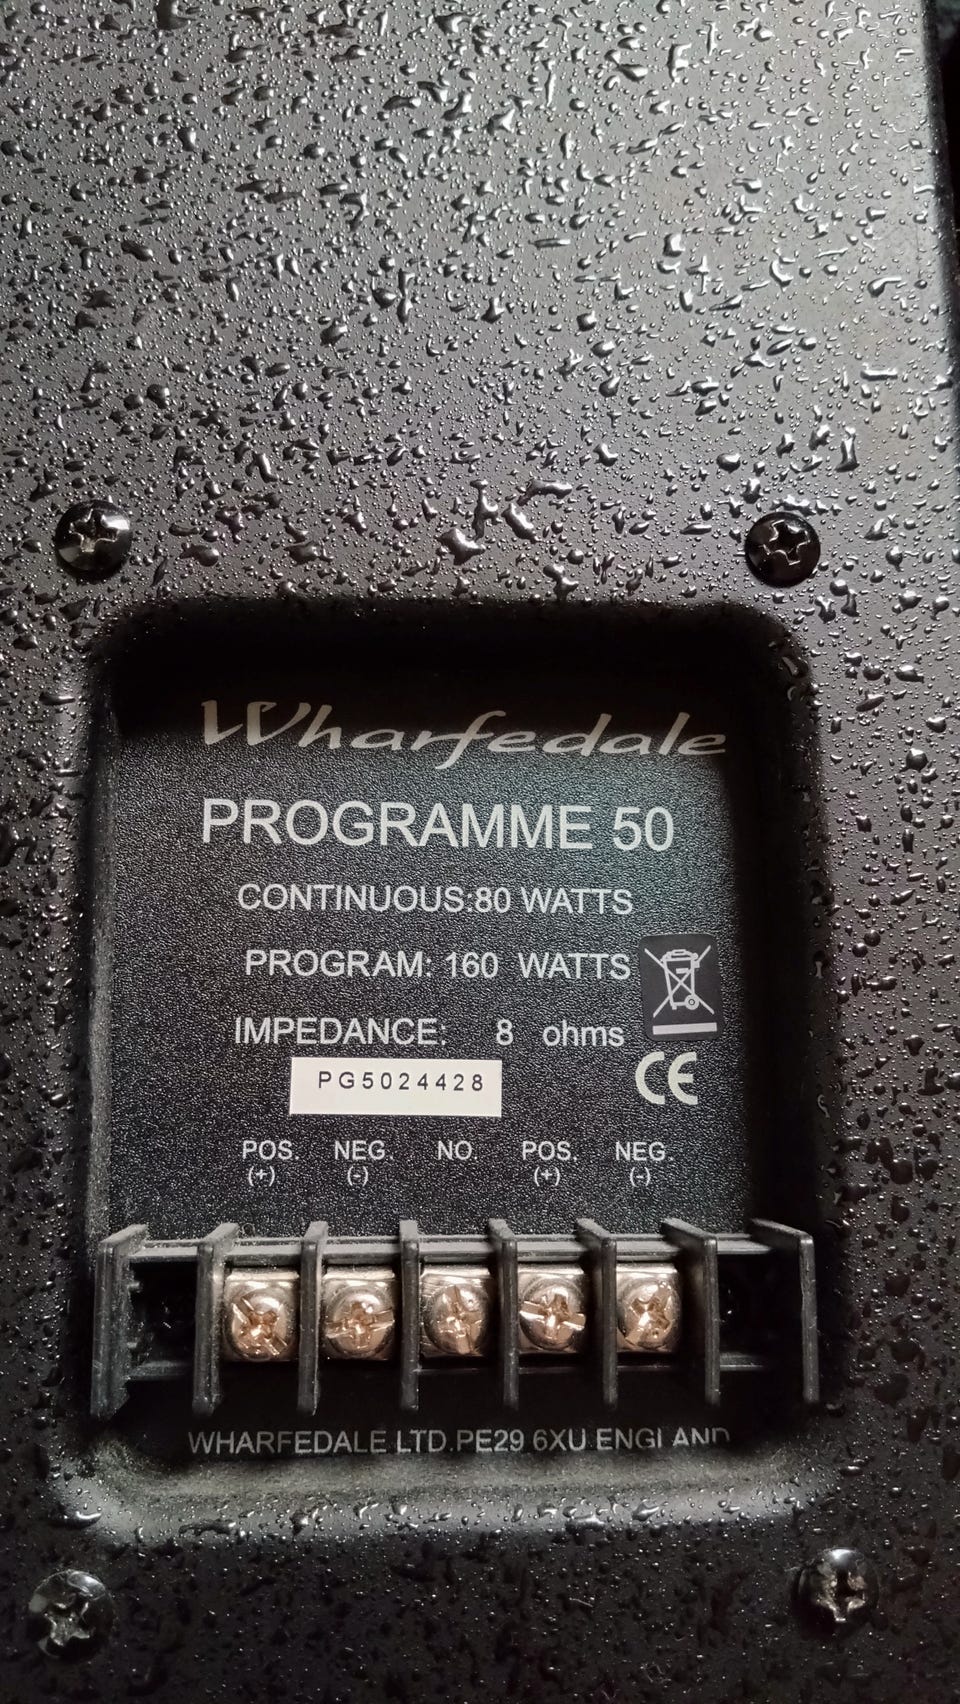 Wharfedale
PROGRAMME 50
CONTINUOUS:80 WATTS
PROGRAM: 160 WATTS
IMPEDANCE: 8 ohms
PG5024428
CE
POS. NEG. NO. POS. NEG.
(+) (-) (+) (-)
WHARFEDALE LTD.PE29 6XU ENGLAND